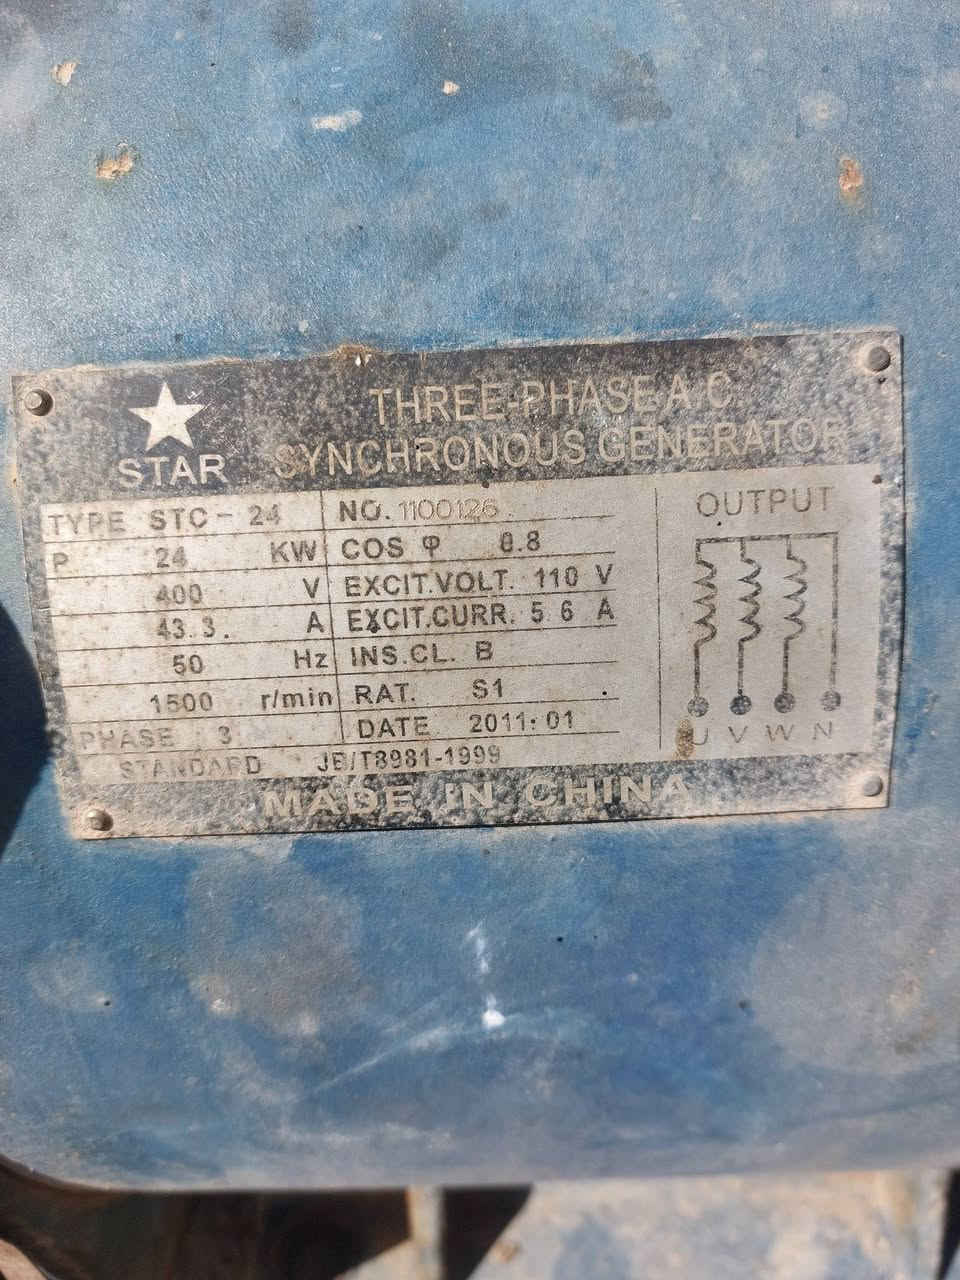 STAR
THREE-PHASE A.C
SYNCHRONOUS GENERATOR
TYPE STC - 24 NO. 1100126
P 24 KW COS φ 0.8
400 V EXCIT.VOLT. 110 V
43.3. A EXCIT.CURR. 5.6 A
50 Hz INS.CL. B
1500 r/min RAT. S1
PHASE 3 DATE 2011:01
STANDARD JB/T8981-1999
OUTPUT
U V W N
MADE IN CHINA